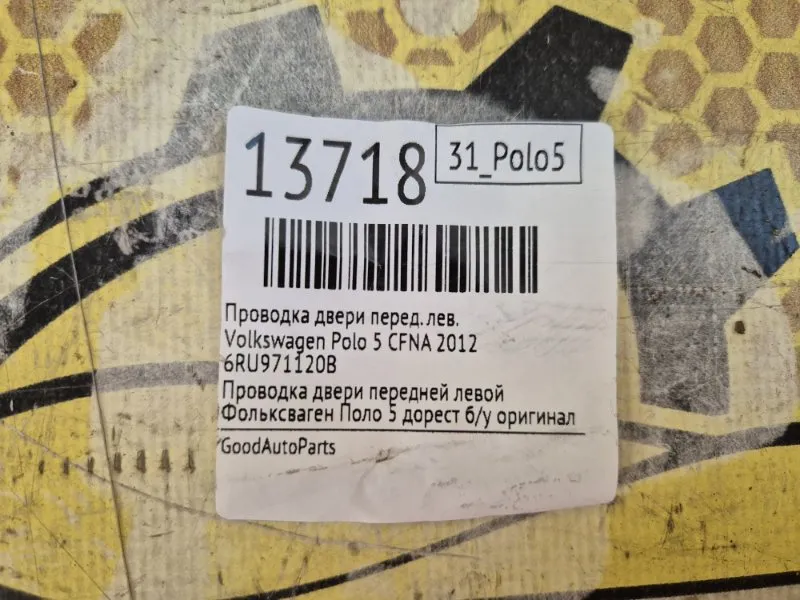 13718
31_Polo5
Проводка двери перед. лев.
Volkswagen Polo 5 CFNA 2012
6RU971120B
Проводка двери передней левой
Фольксваген Поло 5 дорест б/у оригинал
GoodAutoParts